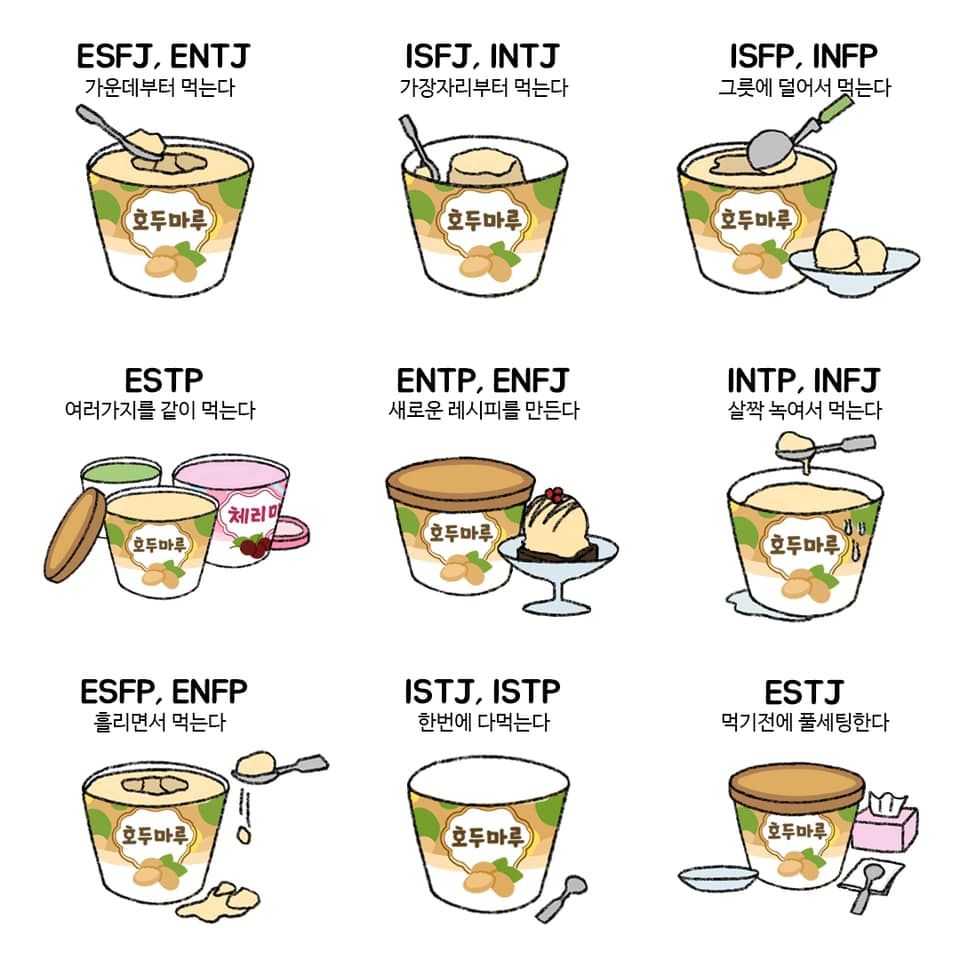 ESFJ, ENTJ
가운데부터 먹는다
호두마루
ISFJ, INTJ
가장자리부터 먹는다
호두마루
ISFP, INFP
그릇에 덜어서 먹는다
호두마루
ESTP
여러가지를 같이 먹는다
호두마루
체리마
ENTP, ENFJ
새로운 레시피를 만든다
호두마루
INTP, INFJ
살짝 녹여서 먹는다
호두마루
ESFP, ENFP
흘리면서 먹는다
호두마루
ISTJ, ISTP
한번에 다먹는다
호두마루
ESTJ
먹기전에 풀세팅한다
호두마루